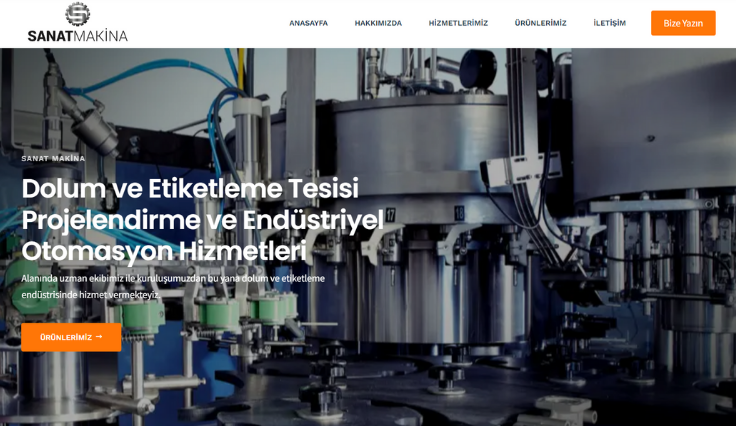 SANATMAKİNA
ANASAYFA HAKKIMIZDA HİZMETLERİMİZ ÜRÜNLERİMİZ İLETİŞİM Bize Yazın
SANAT MAKİNA
Dolum ve Etiketleme Tesisi
Projelendirme ve Endüstriyel
Otomasyon Hizmetleri
17 18
Alanında uzman ekibimiz ile kuruluşumuzdan bu yana dolum ve etiketleme
endüstrisinde hizmet vermekteyiz.
ÜRÜNLERİMİZ →